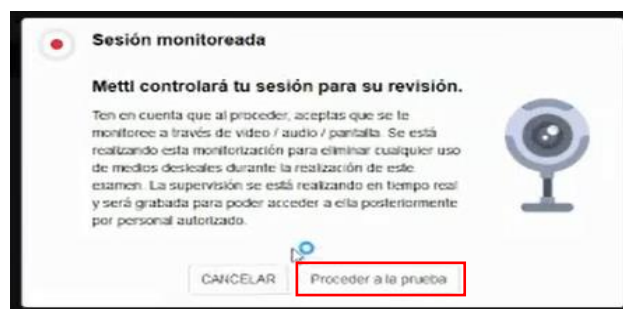 Sesión monitoreada
Mettl controlará tu sesión para su revisión.
Ten en cuenta que al proceder, aceptas que se te
monitoree a través de video / audio / pantalla. Se está
realizando esta monitorización para eliminar cualquier uso
de medios desleales durante la realización de este
examen. La supervisión se está realizando en tiempo real
y será grabada para poder acceder a ella posteriormente
por personal autorizado.
CANCELAR Proceder a la prueba